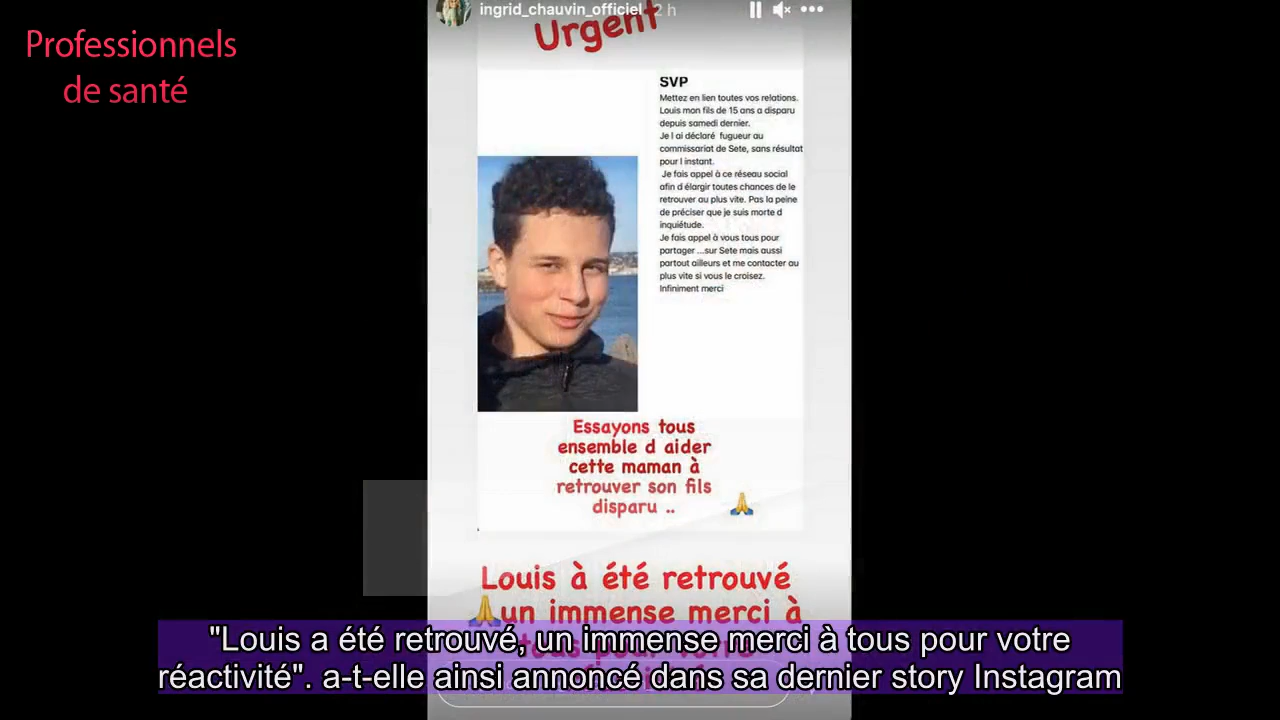 Professionnels
de santé
ingrid_chauvin_officiel 2 h
Urgent
SVP
Mettez en lien toutes vos relations.
Louis mon fils de 15 ans a disparu
depuis samedi dernier.
Je l ai déclaré fugueur au
commissariat de Sete, sans résultat
pour l instant.
Je fais appel à ce réseau social
afin d élargir toutes chances de le
retrouver au plus vite. Pas la peine
de préciser que je suis morte d
inquiétude.
Je fais appel à vous tous pour
partager ...sur Sete mais aussi
partout ailleurs et me contacter au
plus vite si vous le croisez.
Infiniment merci
Essayons tous
ensemble d aider
cette maman à
retrouver son fils
disparu ..
Louis à été retrouvé
un immense merci à
"Louis a été retrouvé, un immense merci à tous pour votre
réactivité". a-t-elle ainsi annoncé dans sa dernier story Instagram